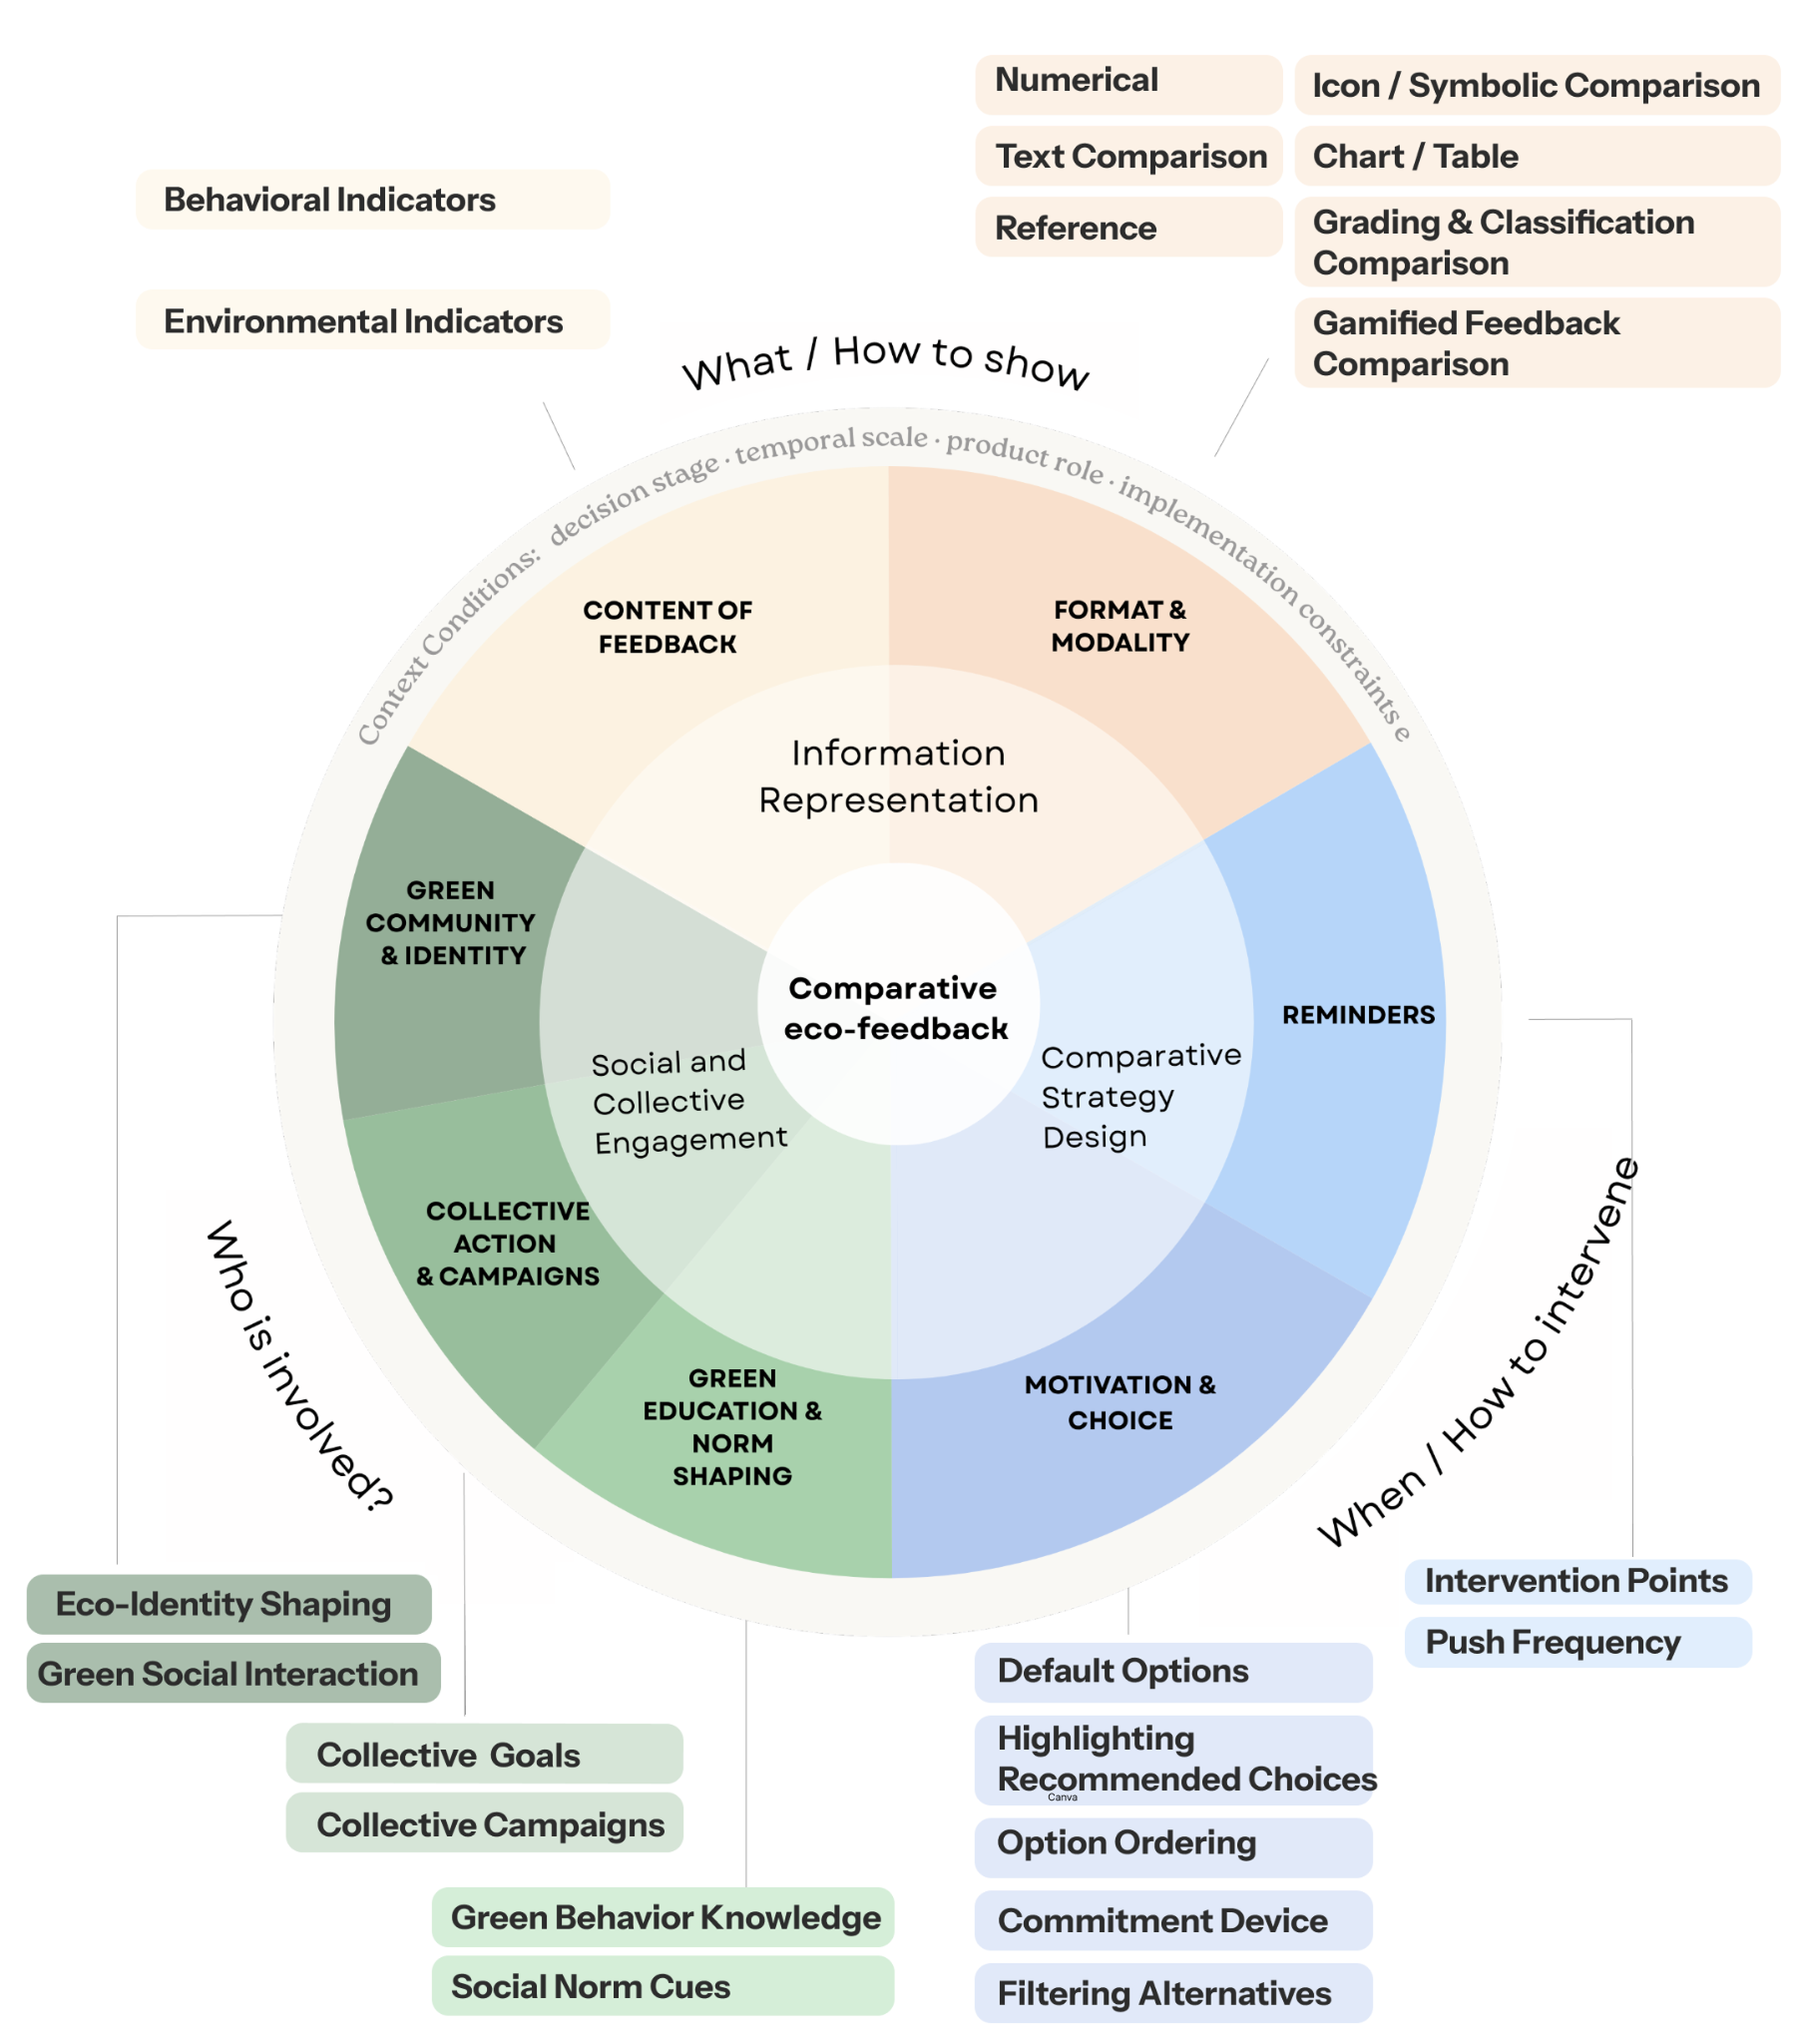 Numerical
Icon / Symbolic Comparison
Text Comparison
Chart / Table
Reference
Grading & Classification
Comparison
Gamified Feedback
Comparison
Behavioral Indicators
Environmental Indicators
What / How to show
Context Conditions: decision stage · temporal scale · product role · implementation constraints e
CONTENT OF
FEEDBACK
FORMAT &
MODALITY
Information
Representation
GREEN
COMMUNITY
& IDENTITY
Comparative
eco-feedback
REMINDERS
Social and
Collective
Engagement
Comparative
Strategy
Design
COLLECTIVE
ACTION
& CAMPAIGNS
GREEN
EDUCATION &
NORM
SHAPING
MOTIVATION &
CHOICE
Who is involved?
When / How to intervene
Eco-Identity Shaping
Green Social Interaction
Collective Goals
Collective Campaigns
Green Behavior Knowledge
Social Norm Cues
Default Options
Highlighting
Recommended Choices
Canva
Option Ordering
Commitment Device
Filtering Alternatives
Intervention Points
Push Frequency